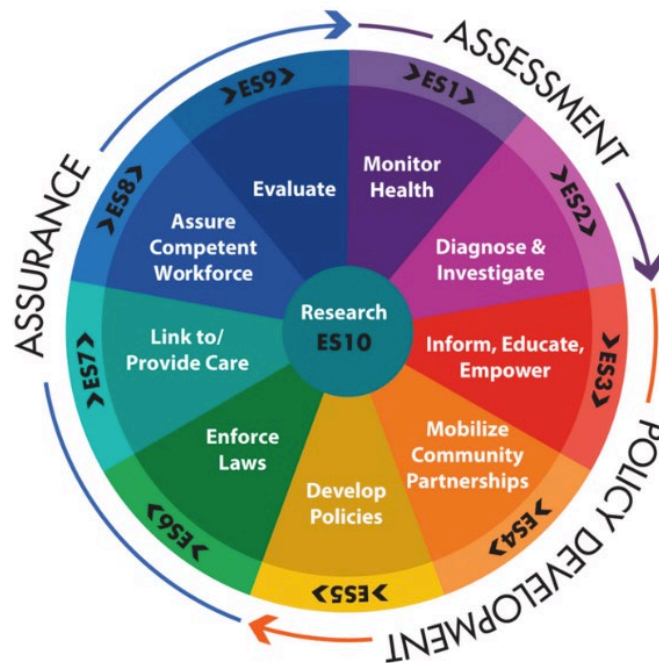 ASSESSMENT
POLICY DEVELOPMENT
ASSURANCE
❯ES1❯
Monitor
Health
❯ES2❯
Diagnose &
Investigate
❯ES3❯
Inform, Educate,
Empower
❯ES4❯
Mobilize
Community
Partnerships
❯ES5❯
Develop
Policies
❯ES6❯
Enforce
Laws
❯ES7❯
Link to/
Provide Care
❯ES8❯
Assure
Competent
Workforce
❯ES9❯
Evaluate
Research
ES10